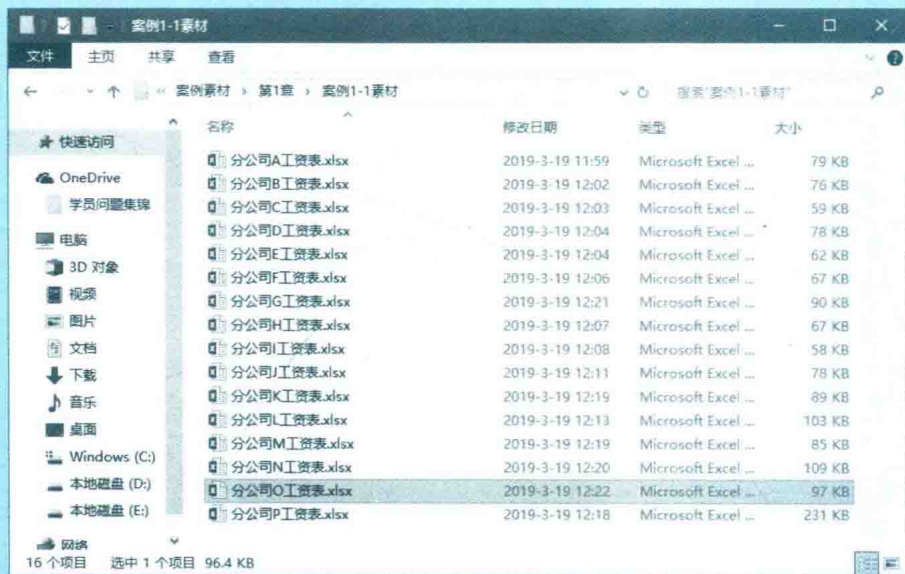 案例1-1素材
文件 主页 共享 查看
« 案例素材 › 第1章 › 案例1-1素材 搜索"案例1-1素材"
名称 修改日期 类型 大小
快速访问
OneDrive
学员问题集锦
电脑
3D 对象
视频
图片
文档
下载
音乐
桌面
Windows (C:)
本地磁盘 (D:)
本地磁盘 (E:)
网络
分公司A工资表.xlsx 2019-3-19 11:59 Microsoft Excel ... 79 KB
分公司B工资表.xlsx 2019-3-19 12:02 Microsoft Excel ... 76 KB
分公司C工资表.xlsx 2019-3-19 12:03 Microsoft Excel ... 59 KB
分公司D工资表.xlsx 2019-3-19 12:04 Microsoft Excel ... 78 KB
分公司E工资表.xlsx 2019-3-19 12:04 Microsoft Excel ... 62 KB
分公司F工资表.xlsx 2019-3-19 12:06 Microsoft Excel ... 67 KB
分公司G工资表.xlsx 2019-3-19 12:21 Microsoft Excel ... 90 KB
分公司H工资表.xlsx 2019-3-19 12:07 Microsoft Excel ... 67 KB
分公司I工资表.xlsx 2019-3-19 12:08 Microsoft Excel ... 58 KB
分公司J工资表.xlsx 2019-3-19 12:11 Microsoft Excel ... 78 KB
分公司K工资表.xlsx 2019-3-19 12:19 Microsoft Excel ... 89 KB
分公司L工资表.xlsx 2019-3-19 12:13 Microsoft Excel ... 103 KB
分公司M工资表.xlsx 2019-3-19 12:19 Microsoft Excel ... 85 KB
分公司N工资表.xlsx 2019-3-19 12:20 Microsoft Excel ... 109 KB
分公司O工资表.xlsx 2019-3-19 12:22 Microsoft Excel ... 97 KB
分公司P工资表.xlsx 2019-3-19 12:18 Microsoft Excel ... 231 KB
16 个项目 选中 1 个项目 96.4 KB